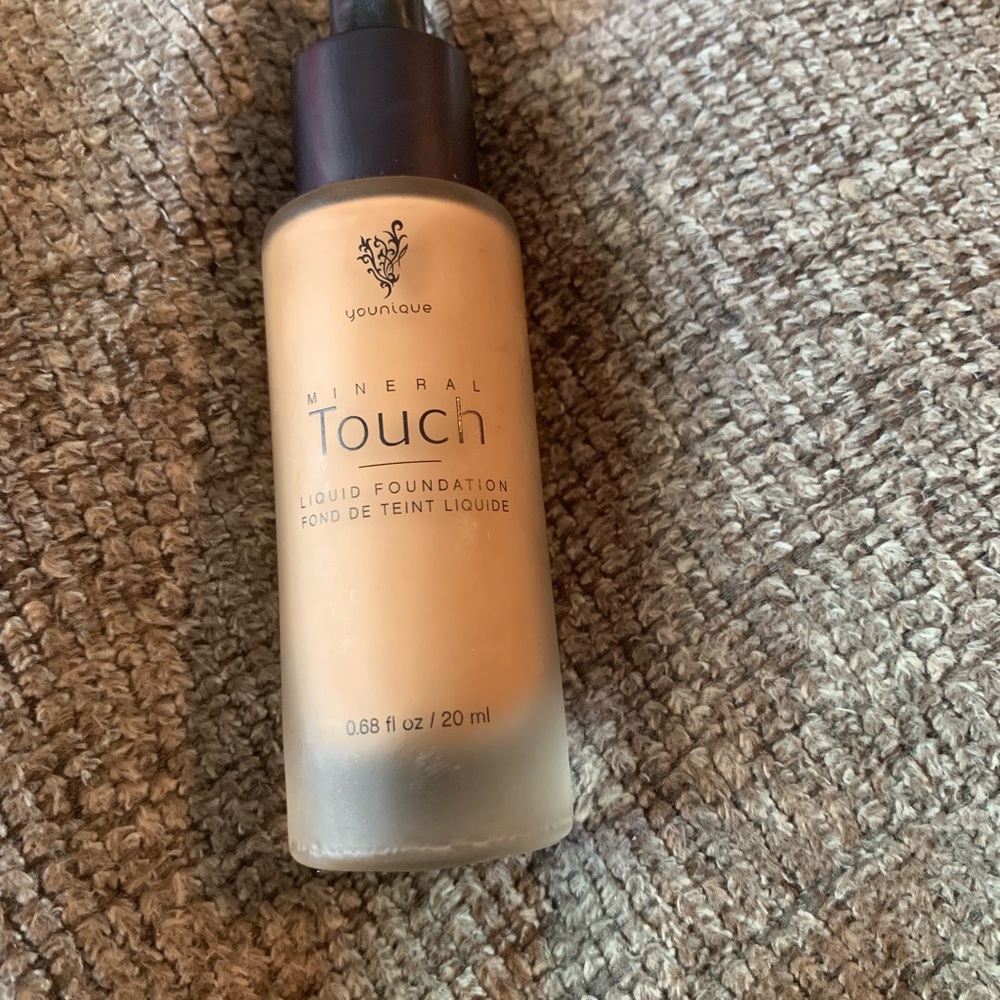 younique
MINERAL
Touch
LIQUID FOUNDATION
FOND DE TEINT LIQUIDE
0.68 fl oz / 20 ml